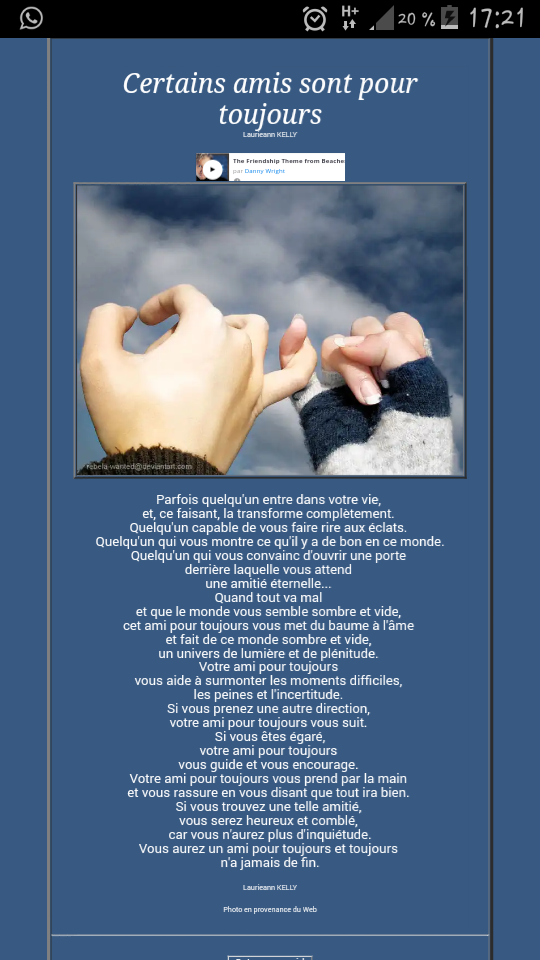 H+
20 %
17:21
Certains amis sont pour
toujours
Laurieann KELLY
The Friendship Theme from Beache
par Danny Wright
rebela-wanted@deviantart.com
Parfois quelqu'un entre dans votre vie,
et, ce faisant, la transforme complètement.
Quelqu'un capable de vous faire rire aux éclats.
Quelqu'un qui vous montre ce qu'il y a de bon en ce monde.
Quelqu'un qui vous convainc d'ouvrir une porte
derrière laquelle vous attend
une amitié éternelle...
Quand tout va mal
et que le monde vous semble sombre et vide,
cet ami pour toujours vous met du baume à l'âme
et fait de ce monde sombre et vide,
un univers de lumière et de plénitude.
Votre ami pour toujours
vous aide à surmonter les moments difficiles,
les peines et l'incertitude.
Si vous prenez une autre direction,
votre ami pour toujours vous suit.
Si vous êtes égaré,
votre ami pour toujours
vous guide et vous encourage.
Votre ami pour toujours vous prend par la main
et vous rassure en vous disant que tout ira bien.
Si vous trouvez une telle amitié,
vous serez heureux et comblé,
car vous n'aurez plus d'inquiétude.
Vous aurez un ami pour toujours et toujours
n'a jamais de fin.
Laurieann KELLY
Photo en provenance du Web